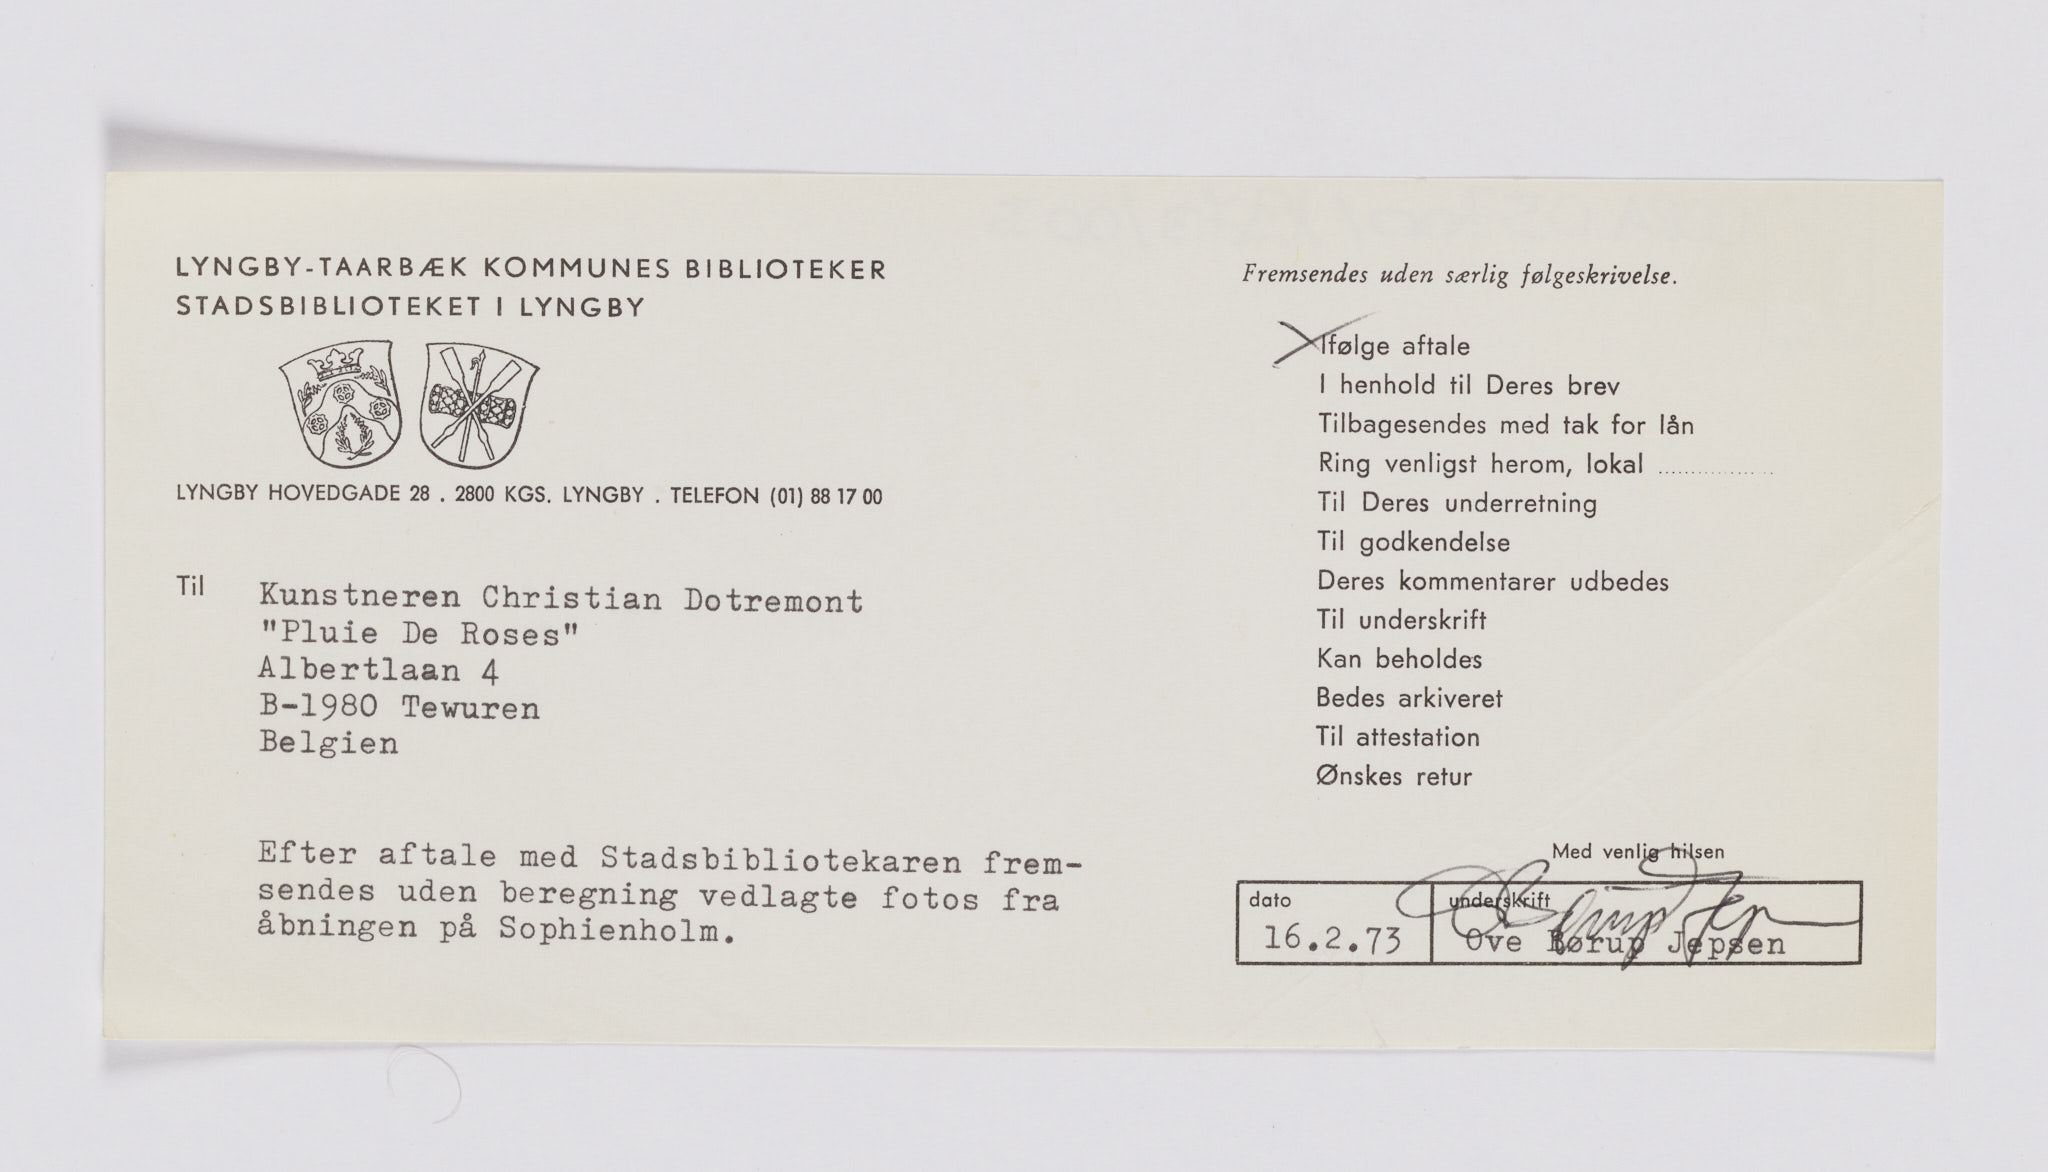 LYNGBY-TAARBÆK KOMMUNES BIBLIOTEKER
STADSBIBLIOTEKET I LYNGBY
LYNGBY HOVEDGADE 28 . 2800 KGS. LYNGBY . TELEFON (01) 88 17 00
Til
Kunstneren Christian Dotremont
"Pluie De Roses"
Albertlaan 4
B-1980 Tewuren
Belgien
Efter aftale med Stadsbibliotekaren frem-
sendes uden beregning vedlagte fotos fra
åbningen på Sophienholm.
Fremsendes uden særlig følgeskrivelse.
Ifølge aftale
I henhold til Deres brev
Tilbagesendes med tak for lån
Ring venligst herom, lokal ................
Til Deres underretning
Til godkendelse
Deres kommentarer udbedes
Til underskrift
Kan beholdes
Bedes arkiveret
Til attestation
Ønskes retur
Med venlig hilsen
dato
16.2.73
underskrift
Ove Børup Jepsen